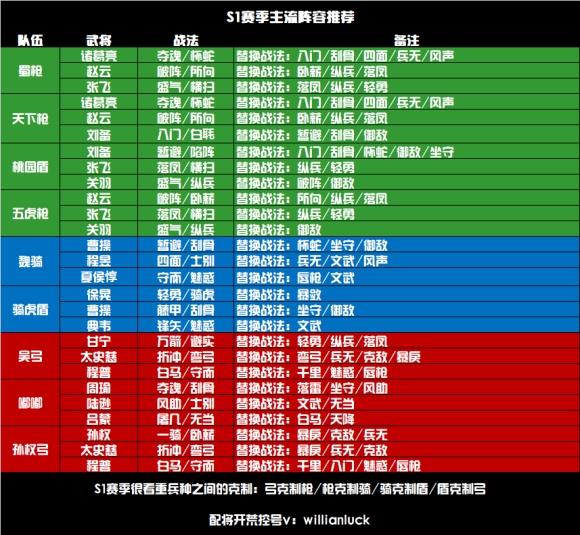 S1赛季主流阵容推荐
队伍 武将 战法 备注
蜀枪 诸葛亮 夺魂/杯蛇 替换战法：八门/刮骨/四面/兵无/风声
赵云 破阵/所向 替换战法：卧薪/纵兵/落凤
张飞 盛气/横扫 替换战法：落凤/纵兵/轻勇
天下枪 诸葛亮 夺魂/杯蛇 替换战法：八门/刮骨/四面/兵无/风声
赵云 破阵/所向 替换战法：卧薪/纵兵/落凤
刘备 八门/白眊 替换战法：暂避/刮骨/御敌
桃园盾 刘备 暂避/陷阵 替换战法：八门/刮骨/杯蛇/御敌/坐守
张飞 落凤/横扫 替换战法：纵兵/轻勇
关羽 盛气/纵兵 替换战法：破阵/御敌
五虎枪 赵云 破阵/卧薪 替换战法：所向/纵兵/落凤
张飞 落凤/横扫 替换战法：纵兵/轻勇
关羽 盛气/纵兵 替换战法：御敌
魏骑 曹操 暂避/刮骨 替换战法：杯蛇/坐守/御敌
程昱 四面/士别 替换战法：兵无/文武/风声
夏侯惇 守而/魅惑 替换战法：唇枪/文武
骑虎盾 徐晃 轻勇/骑虎 替换战法：暴敛
曹操 藤甲/刮骨 替换战法：坐守/御敌
典韦 锋矢/魅惑 替换战法：文武
吴弓 甘宁 万箭/避实 替换战法：轻勇/纵兵/落凤
太史慈 折冲/弯弓 替换战法：弯弓/兵无/克敌/暴戾
程普 白马/守而 替换战法：千里/魅惑/唇枪
嘟嘟 周瑜 夺魂/刮骨 替换战法：落雷/坐守/风助
陆逊 风助/士别 替换战法：文武/无当
吕蒙 屠几/无当 替换战法：白马/天降
孙权弓 孙权 一骑/卧薪 替换战法：暴戾/克敌/兵无
太史慈 折冲/弯弓 替换战法：暴戾/兵无/克敌
程普 白马/守而 替换战法：千里/八门/魅惑/唇枪
S1赛季很看重兵种之间的克制：弓克制枪/枪克制骑/骑克制盾/盾克制弓
配将开荒控号v：willianluck